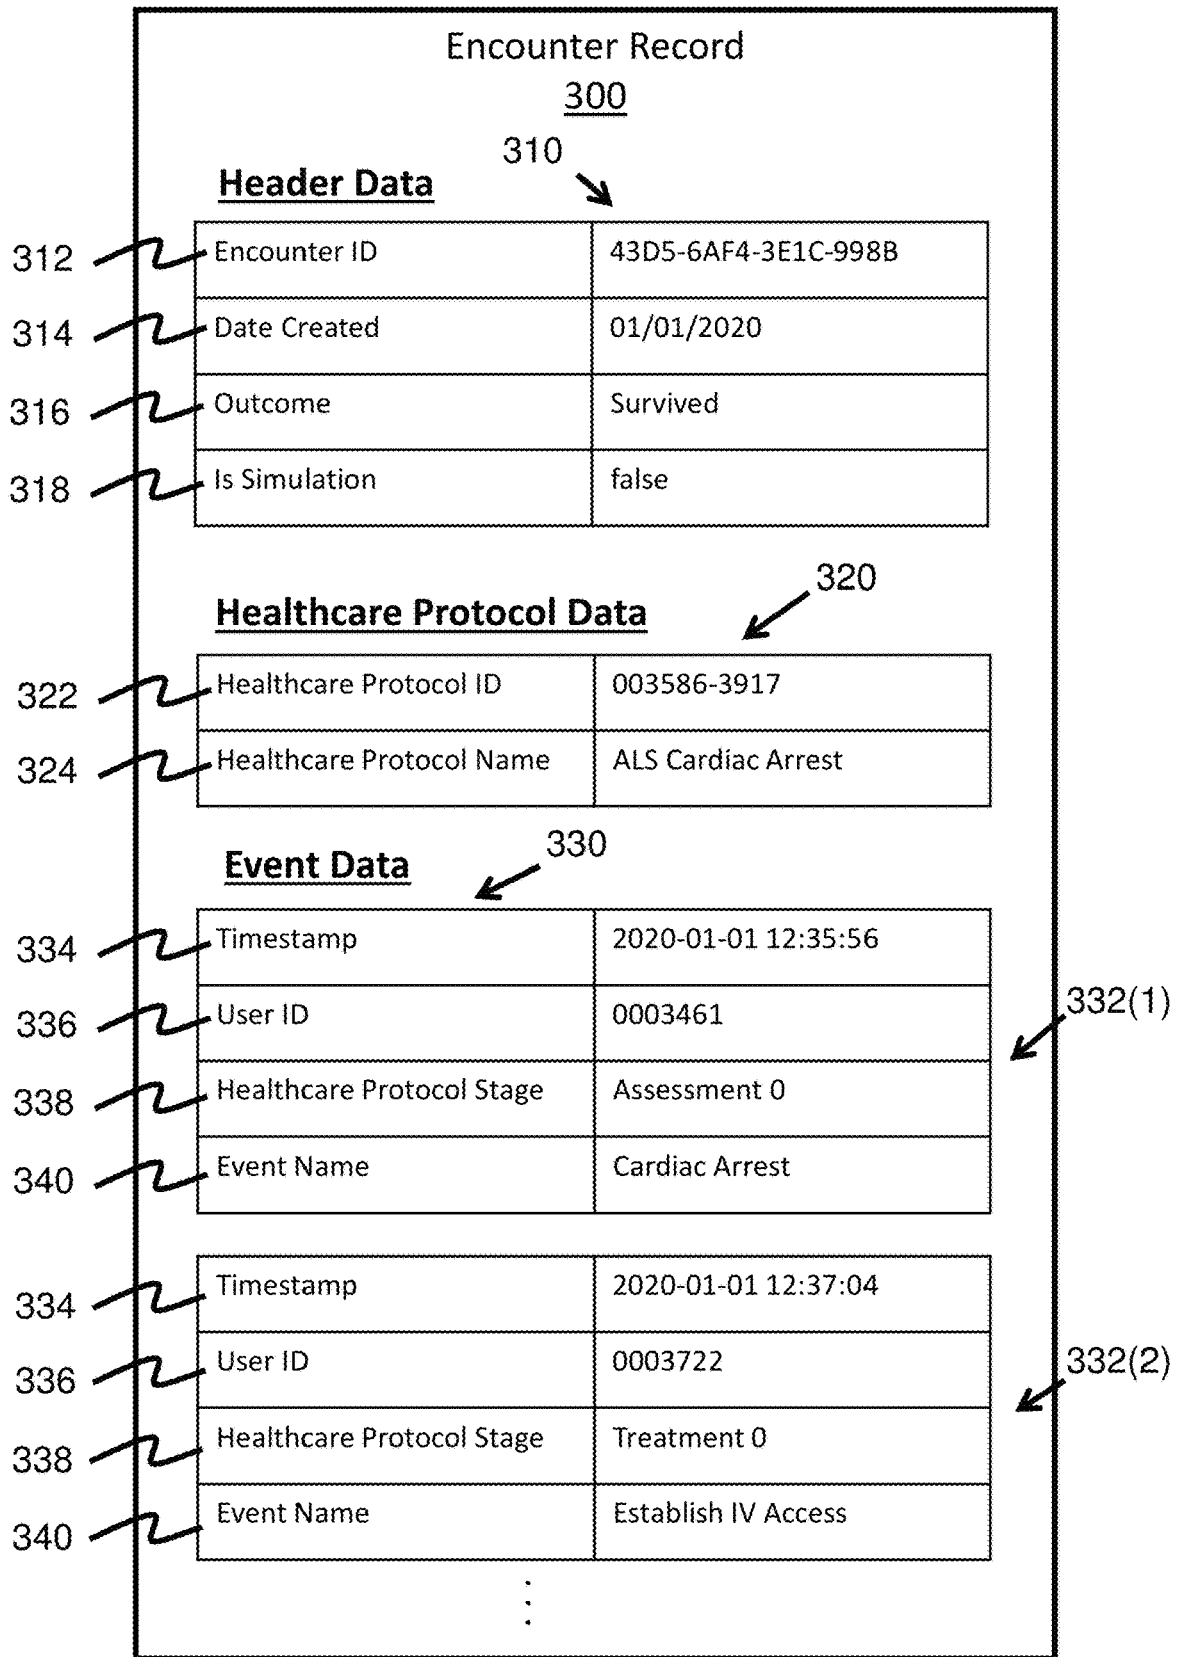 Encounter Record
300
310
Header Data
312 Encounter ID 43D5-6AF4-3E1C-998B
314 Date Created 01/01/2020
316 Outcome Survived
318 Is Simulation false
320
Healthcare Protocol Data
322 Healthcare Protocol ID 003586-3917
324 Healthcare Protocol Name ALS Cardiac Arrest
330
Event Data
334 Timestamp 2020-01-01 12:35:56
332(1)
336 User ID 0003461
338 Healthcare Protocol Stage Assessment 0
340 Event Name Cardiac Arrest
334 Timestamp 2020-01-01 12:37:04
336 User ID 0003722 332(2)
338 Healthcare Protocol Stage Treatment 0
340 Event Name Establish IV Access
⋮